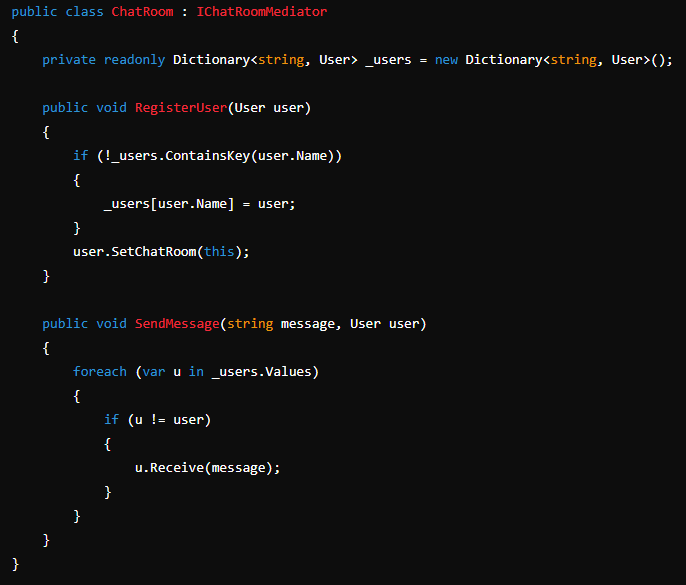 public class ChatRoom : IChatRoomMediator
{
    private readonly Dictionary<string, User> _users = new Dictionary<string, User>();

    public void RegisterUser(User user)
    {
        if (!_users.ContainsKey(user.Name))
        {
            _users[user.Name] = user;
        }
        user.SetChatRoom(this);
    }

    public void SendMessage(string message, User user)
    {
        foreach (var u in _users.Values)
        {
            if (u != user)
            {
                u.Receive(message);
            }
        }
    }
}